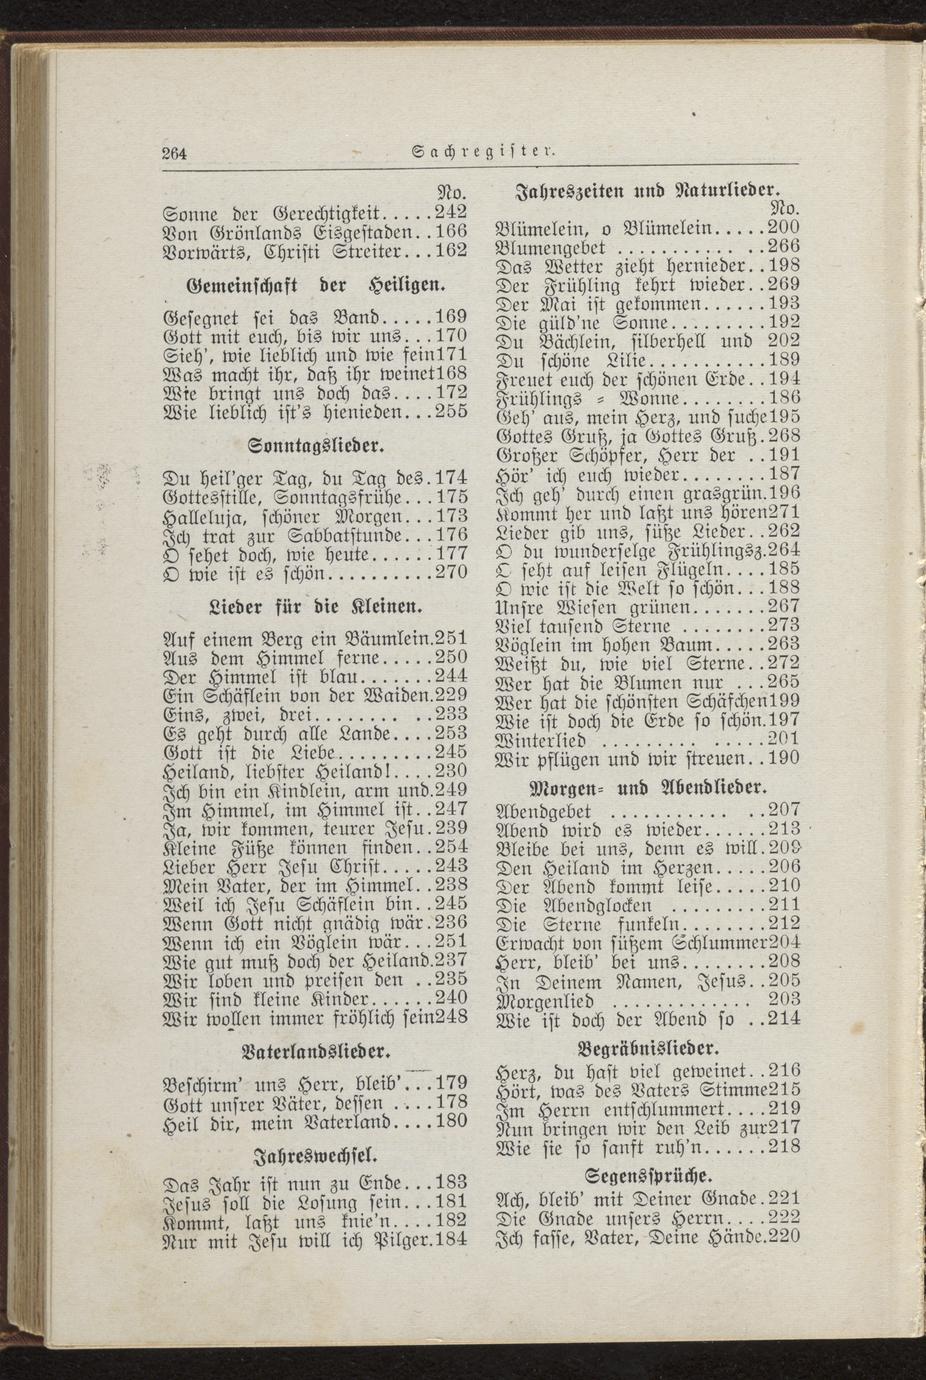 264
Sachregister.
No.
Sonne der Gerechtigkeit.....242
Von Grönlands Eisgestaden..166
Vorwärts, Christi Streiter...162
Gemeinschaft der Heiligen.
Gesegnet sei das Band.....169
Gott mit euch, bis wir uns...170
Sieh', wie lieblich und wie fein171
Was macht ihr, daß ihr weinet168
Wie bringt uns doch das....172
Wie lieblich ist's hienieden...255
Sonntagslieder.
Du heil'ger Tag, du Tag des.174
Gottesstille, Sonntagsfrühe...175
Halleluja, schöner Morgen...173
Ich trat zur Sabbatstunde...176
O sehet doch, wie heute......177
O wie ist es schön..........270
Lieder für die Kleinen.
Auf einem Berg ein Bäumlein.251
Aus dem Himmel ferne.....250
Der Himmel ist blau.......244
Ein Schäflein von der Waiden.229
Eins, zwei, drei........ ..233
Es geht durch alle Lande....253
Gott ist die Liebe.........245
Heiland, liebster Heiland!....230
Ich bin ein Kindlein, arm und.249
Im Himmel, im Himmel ist..247
Ja, wir kommen, teurer Jesu.239
Kleine Füße können finden..254
Lieber Herr Jesu Christ.....243
Mein Vater, der im Himmel..238
Weil ich Jesu Schäflein bin..245
Wenn Gott nicht gnädig wär.236
Wenn ich ein Vöglein wär...251
Wie gut muß doch der Heiland.237
Wir loben und preisen den ..235
Wir sind kleine Kinder......240
Wir wollen immer fröhlich sein248
Vaterlandslieder.
Beschirm' uns Herr, bleib'...179
Gott unsrer Väter, dessen ....178
Heil dir, mein Vaterland....180
Jahreswechsel.
Das Jahr ist nun zu Ende...183
Jesus soll die Losung sein...181
Kommt, laßt uns knie'n....182
Nur mit Jesu will ich Pilger.184
Jahreszeiten und Naturlieder.
No.
Blümelein, o Blümelein.....200
Blumengebet ........... ..266
Das Wetter zieht hernieder..198
Der Frühling kehrt wieder..269
Der Mai ist gekommen......193
Die güld'ne Sonne.........192
Du Bächlein, silberhell und 202
Du schöne Lilie...........189
Freuet euch der schönen Erde..194
Frühlings = Wonne........186
Geh' aus, mein Herz, und suche195
Gottes Gruß, ja Gottes Gruß.268
Großer Schöpfer, Herr der ..191
Hör' ich euch wieder........187
Ich geh' durch einen grasgrün.196
Kommt her und laßt uns hören271
Lieder gib uns, süße Lieder..262
O du wunderselge Frühlingsz.264
O seht auf leisen Flügeln....185
O wie ist die Welt so schön...188
Unsre Wiesen grünen.......267
Viel tausend Sterne ........273
Vöglein im hohen Baum.....263
Weißt du, wie viel Sterne..272
Wer hat die Blumen nur ...265
Wer hat die schönsten Schäfchen199
Wie ist doch die Erde so schön.197
Winterlied ......... .....201
Wir pflügen und wir streuen..190
Morgen= und Abendlieder.
Abendgebet ........... ..207
Abend wird es wieder......213
Bleibe bei uns, denn es will.209
Den Heiland im Herzen.....206
Der Abend kommt leise.....210
Die Abendglocken .........211
Die Sterne funkeln........212
Erwacht von süßem Schlummer204
Herr, bleib' bei uns........208
In Deinem Namen, Jesus..205
Morgenlied ............. 203
Wie ist doch der Abend so ..214
Begräbnislieder.
Herz, du hast viel geweinet..216
Hört, was des Vaters Stimme215
Im Herrn entschlummert....219
Nun bringen wir den Leib zur217
Wie sie so sanft ruh'n......218
Segenssprüche.
Ach, bleib' mit Deiner Gnade.221
Die Gnade unsers Herrn....222
Ich fasse, Vater, Deine Hände.220